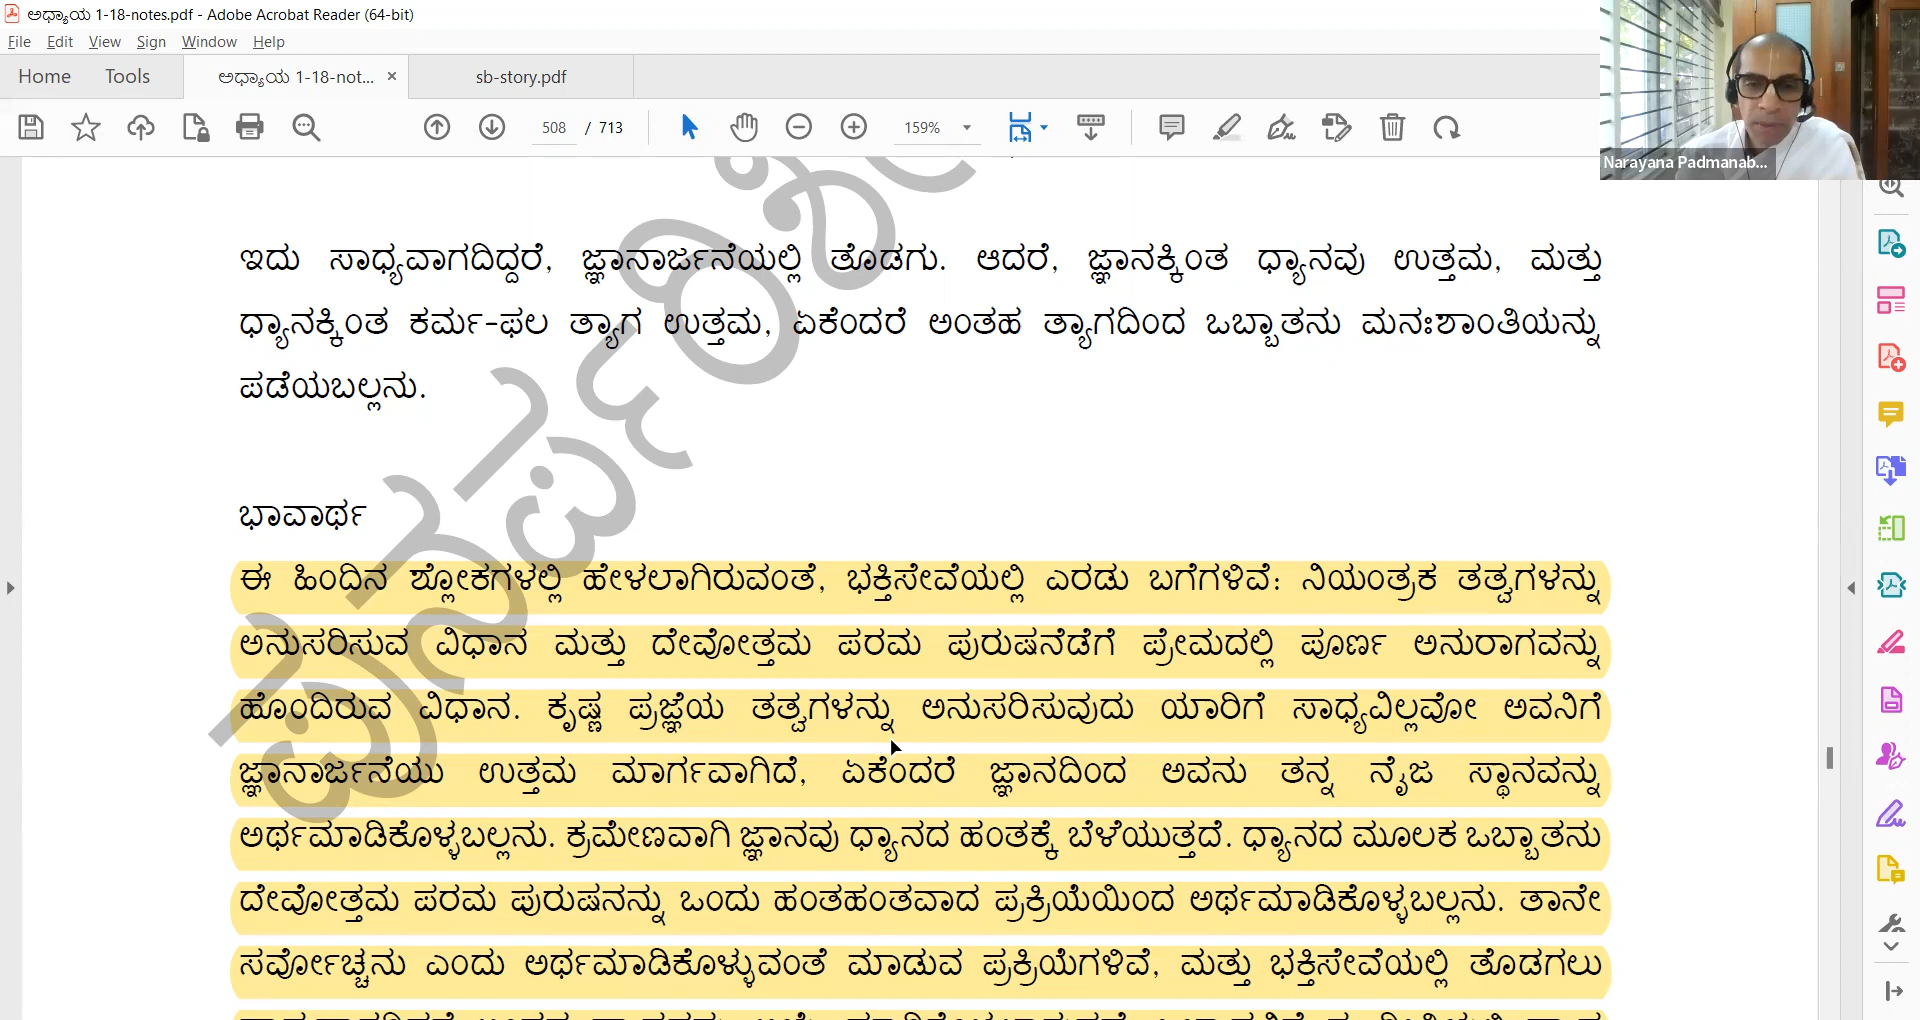 ಅಧ್ಯಾಯ 1-18-notes.pdf - Adobe Acrobat Reader (64-bit)
File Edit View Sign Window Help
Home Tools ಅಧ್ಯಾಯ 1-18-not... × sb-story.pdf
508 / 713 159%
Narayana Padmanab...
ಇದು ಸಾಧ್ಯವಾಗದಿದ್ದರೆ, ಜ್ಞಾನಾರ್ಜನೆಯಲ್ಲಿ ತೊಡಗು. ಆದರೆ, ಜ್ಞಾನಕ್ಕಿಂತ ಧ್ಯಾನವು ಉತ್ತಮ, ಮತ್ತು
ಧ್ಯಾನಕ್ಕಿಂತ ಕರ್ಮ-ಫಲ ತ್ಯಾಗ ಉತ್ತಮ, ಏಕೆಂದರೆ ಅಂತಹ ತ್ಯಾಗದಿಂದ ಒಬ್ಬಾತನು ಮನಃಶಾಂತಿಯನ್ನು
ಪಡೆಯಬಲ್ಲನು.
ಭಾವಾರ್ಥ
ಈ ಹಿಂದಿನ ಶ್ಲೋಕಗಳಲ್ಲಿ ಹೇಳಲಾಗಿರುವಂತೆ, ಭಕ್ತಿಸೇವೆಯಲ್ಲಿ ಎರಡು ಬಗೆಗಳಿವೆ: ನಿಯಂತ್ರಕ ತತ್ವಗಳನ್ನು
ಅನುಸರಿಸುವ ವಿಧಾನ ಮತ್ತು ದೇವೋತ್ತಮ ಪರಮ ಪುರುಷನೆಡೆಗೆ ಪ್ರೇಮದಲ್ಲಿ ಪೂರ್ಣ ಅನುರಾಗವನ್ನು
ಹೊಂದಿರುವ ವಿಧಾನ. ಕೃಷ್ಣ ಪ್ರಜ್ಞೆಯ ತತ್ವಗಳನ್ನು ಅನುಸರಿಸುವುದು ಯಾರಿಗೆ ಸಾಧ್ಯವಿಲ್ಲವೋ ಅವನಿಗೆ
ಜ್ಞಾನಾರ್ಜನೆಯು ಉತ್ತಮ ಮಾರ್ಗವಾಗಿದೆ, ಏಕೆಂದರೆ ಜ್ಞಾನದಿಂದ ಅವನು ತನ್ನ ನೈಜ ಸ್ಥಾನವನ್ನು
ಅರ್ಥಮಾಡಿಕೊಳ್ಳಬಲ್ಲನು. ಕ್ರಮೇಣವಾಗಿ ಜ್ಞಾನವು ಧ್ಯಾನದ ಹಂತಕ್ಕೆ ಬೆಳೆಯುತ್ತದೆ. ಧ್ಯಾನದ ಮೂಲಕ ಒಬ್ಬಾತನು
ದೇವೋತ್ತಮ ಪರಮ ಪುರುಷನನ್ನು ಒಂದು ಹಂತಹಂತವಾದ ಪ್ರಕ್ರಿಯೆಯಿಂದ ಅರ್ಥಮಾಡಿಕೊಳ್ಳಬಲ್ಲನು. ತಾನೇ
ಸರ್ವೋಚ್ಚನು ಎಂದು ಅರ್ಥಮಾಡಿಕೊಳ್ಳುವಂತೆ ಮಾಡುವ ಪ್ರಕ್ರಿಯೆಗಳಿವೆ, ಮತ್ತು ಭಕ್ತಿಸೇವೆಯಲ್ಲಿ ತೊಡಗಲು